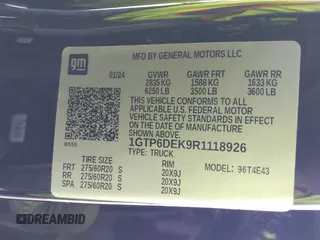 gm
MFD BY GENERAL MOTORS LLC
01/24 GVWR GAWR FRT GAWR RR
2835 KG 1588 KG 1633 KG
6250 LB 3500 LB 3600 LB
THIS VEHICLE CONFORMS TO ALL
APPLICABLE U.S. FEDERAL MOTOR
VEHICLE SAFETY STANDARDS
IN EFFECT ON THE DATE OF
MANUFACTURE SHOWN ABOVE.
1GTP6DEK9R1118926
TYPE: TRUCK
MODEL: 96T4E43
TIRE SIZE RIM
FRT 275/60R20 S 20X9J
RR 275/60R20 S 20X9J
SPA 275/60R20 S 20X9J
DREAMBID